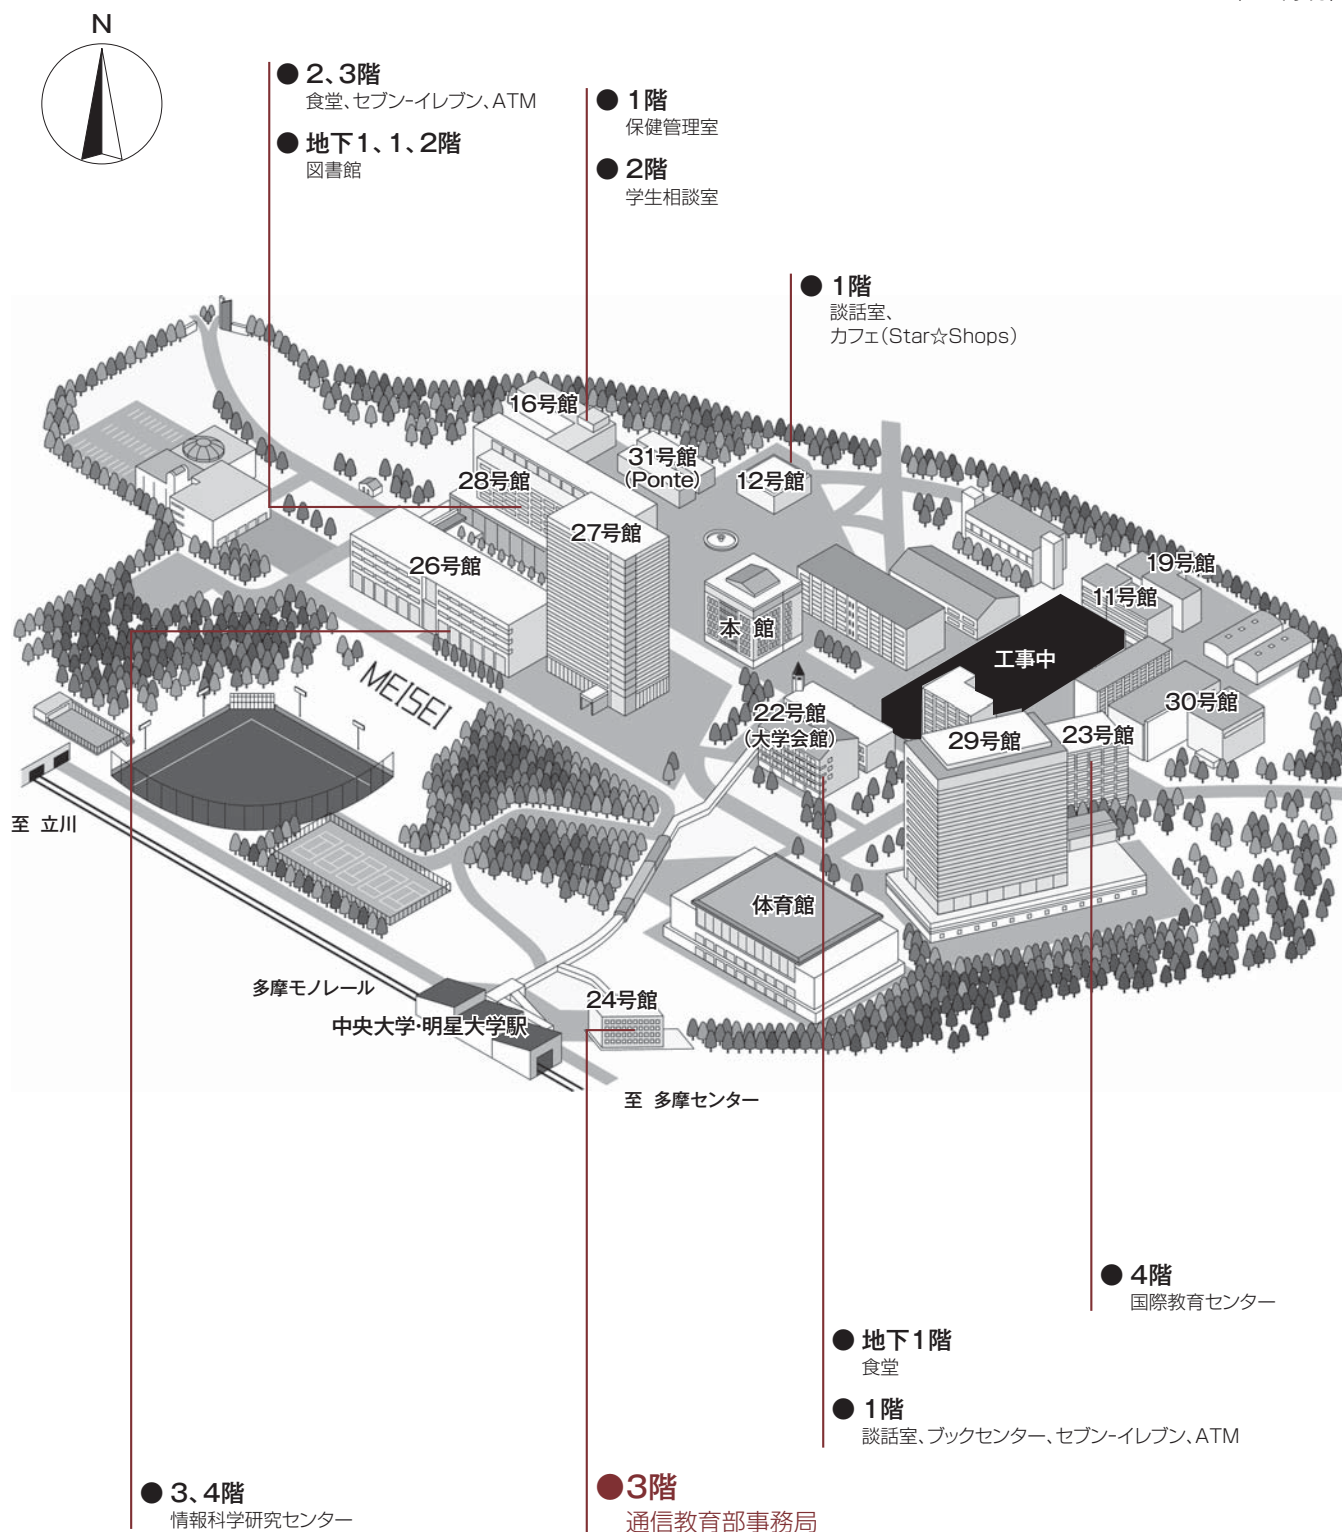 N
● 2、3階
食堂、セブン-イレブン、ATM
● 地下1、1、2階
図書館
● 1階
保健管理室
● 2階
学生相談室
● 1階
談話室、
カフェ(Star☆Shops)
16号館
31号館
(Ponte)
12号館
28号館
27号館
26号館
19号館
11号館
本 館
工事中
MEISEI
30号館
22号館
(大学会館)
29号館
23号館
至 立川
体育館
多摩モノレール
24号館
中央大学・明星大学駅
至 多摩センター
● 4階
国際教育センター
● 地下1階
食堂
● 1階
談話室、ブックセンター、セブン-イレブン、ATM
● 3、4階
情報科学研究センター
●3階
通信教育部事務局